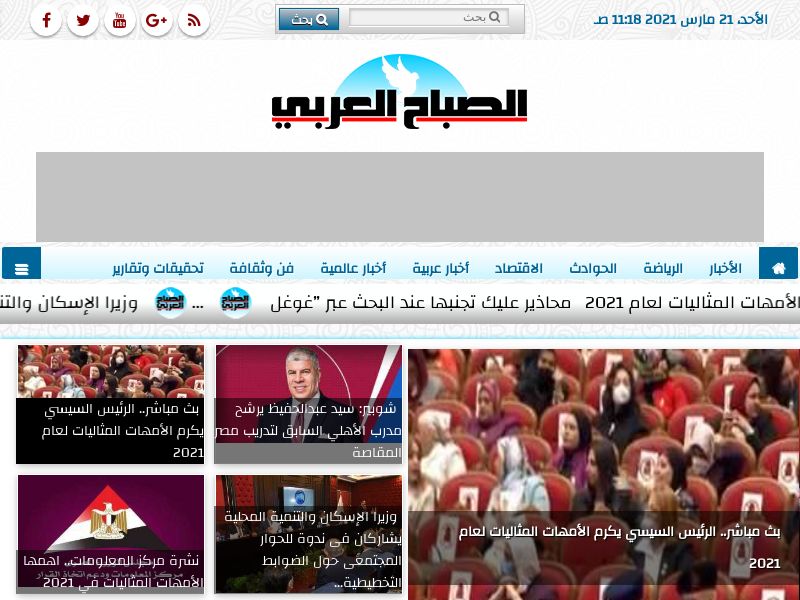 الأحد، 21 مارس 2021 11:18 صـ
بحث
بحث
الصباح العربي
الأخبار
الرياضة
الحوادث
الاقتصاد
أخبار عربية
أخبار عالمية
فن وثقافة
تحقيقات وتقارير
الأمهات المثاليات لعام 2021
محاذير عليك تجنبها عند البحث عبر "غوغل
...
وزيرا الإسكان
بث مباشر.. الرئيس السيسي يكرم الأمهات المثاليات لعام
2021
شوبير: سيد عبدالحفيظ يرشح
مدرب الأهلي السابق لتدريب مصر
المقاصة
بث مباشر.. الرئيس السيسي
يكرم الأمهات المثاليات لعام
2021
وزيرا الإسكان والتنمية المحلية
يشاركان في ندوة للحوار
المجتمعى حول الضوابط
التخطيطية...
نشرة مركز المعلومات.. اهمها
الأمهات المثاليات في 2021